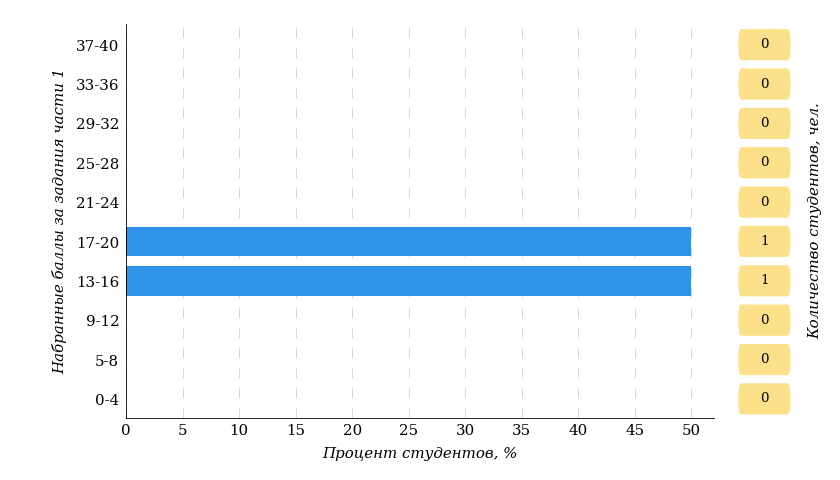 Набранные баллы за задания части 1
37-40 0
33-36 0
29-32 0
25-28 0
21-24 0
17-20 1
13-16 1
9-12 0
5-8 0
0-4 0
0 5 10 15 20 25 30 35 40 45 50
Процент студентов, %
Количество студентов, чел.